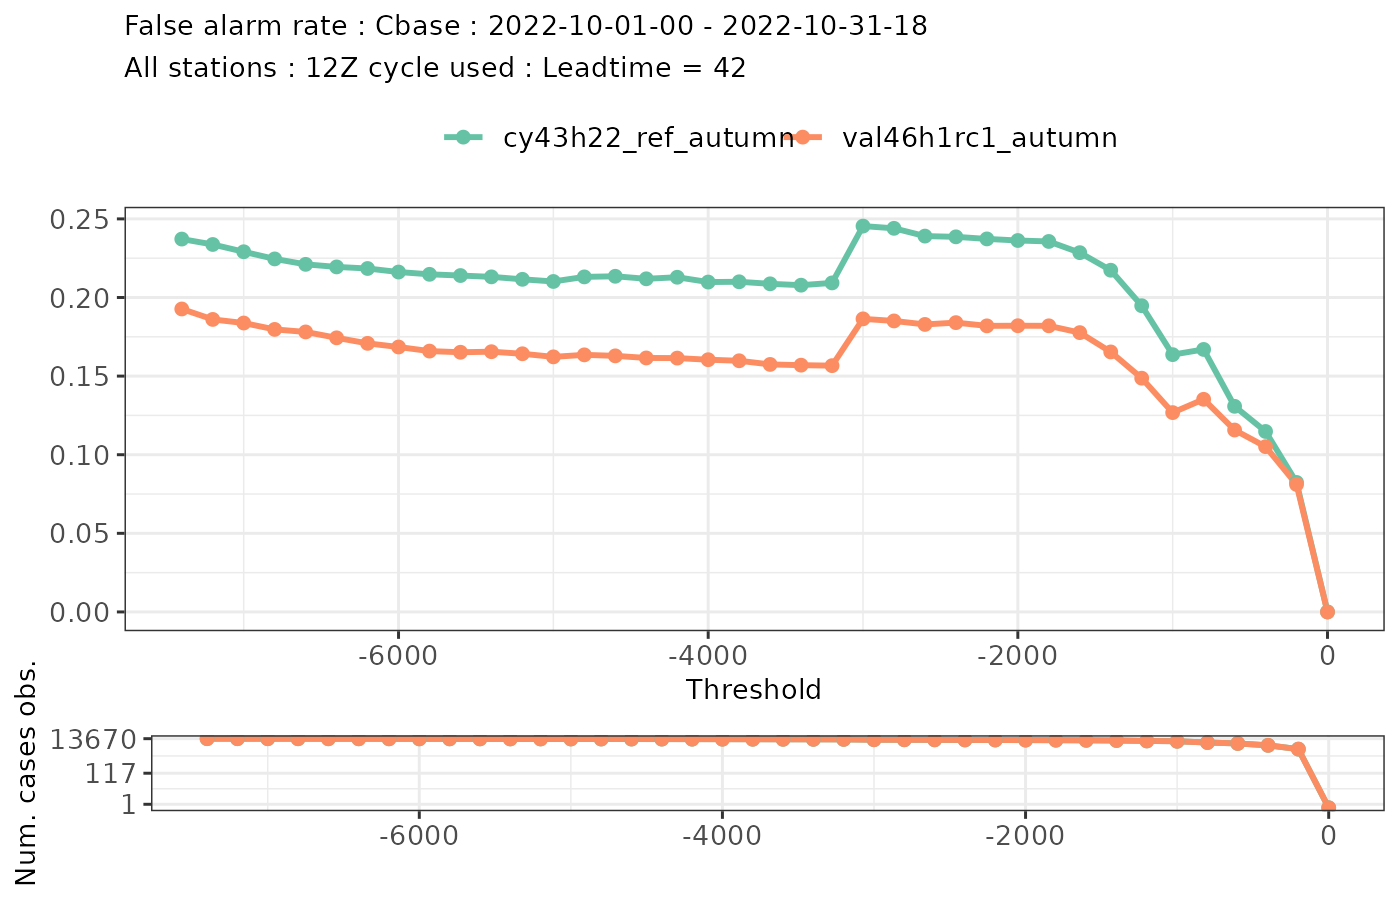 False alarm rate : Cbase : 2022-10-01-00 - 2022-10-31-18
All stations : 12Z cycle used : Leadtime = 42
cy43h22_ref_autumn val46h1rc1_autumn
0.25
0.20
0.15
0.10
0.05
0.00
-6000 -4000 -2000 0
Threshold
Num. cases obs.
13670
117
1
-6000 -4000 -2000 0